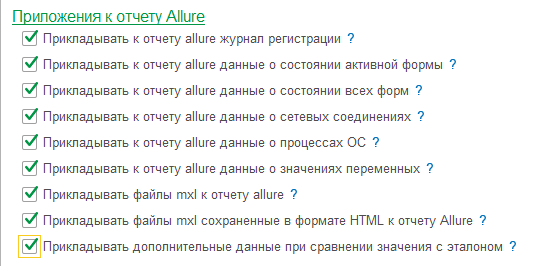 Приложения к отчету Allure
Прикладывать к отчету allure журнал регистрации ?
Прикладывать к отчету allure данные о состоянии активной формы ?
Прикладывать к отчету allure данные о состоянии всех форм ?
Прикладывать к отчету allure данные о сетевых соединениях ?
Прикладывать к отчету allure данные о процессах ОС ?
Прикладывать к отчету allure данные о значениях переменных ?
Прикладывать файлы mxl к отчету allure ?
Прикладывать файлы mxl сохраненные в формате HTML к отчету Allure ?
Прикладывать дополнительные данные при сравнении значения с эталоном ?